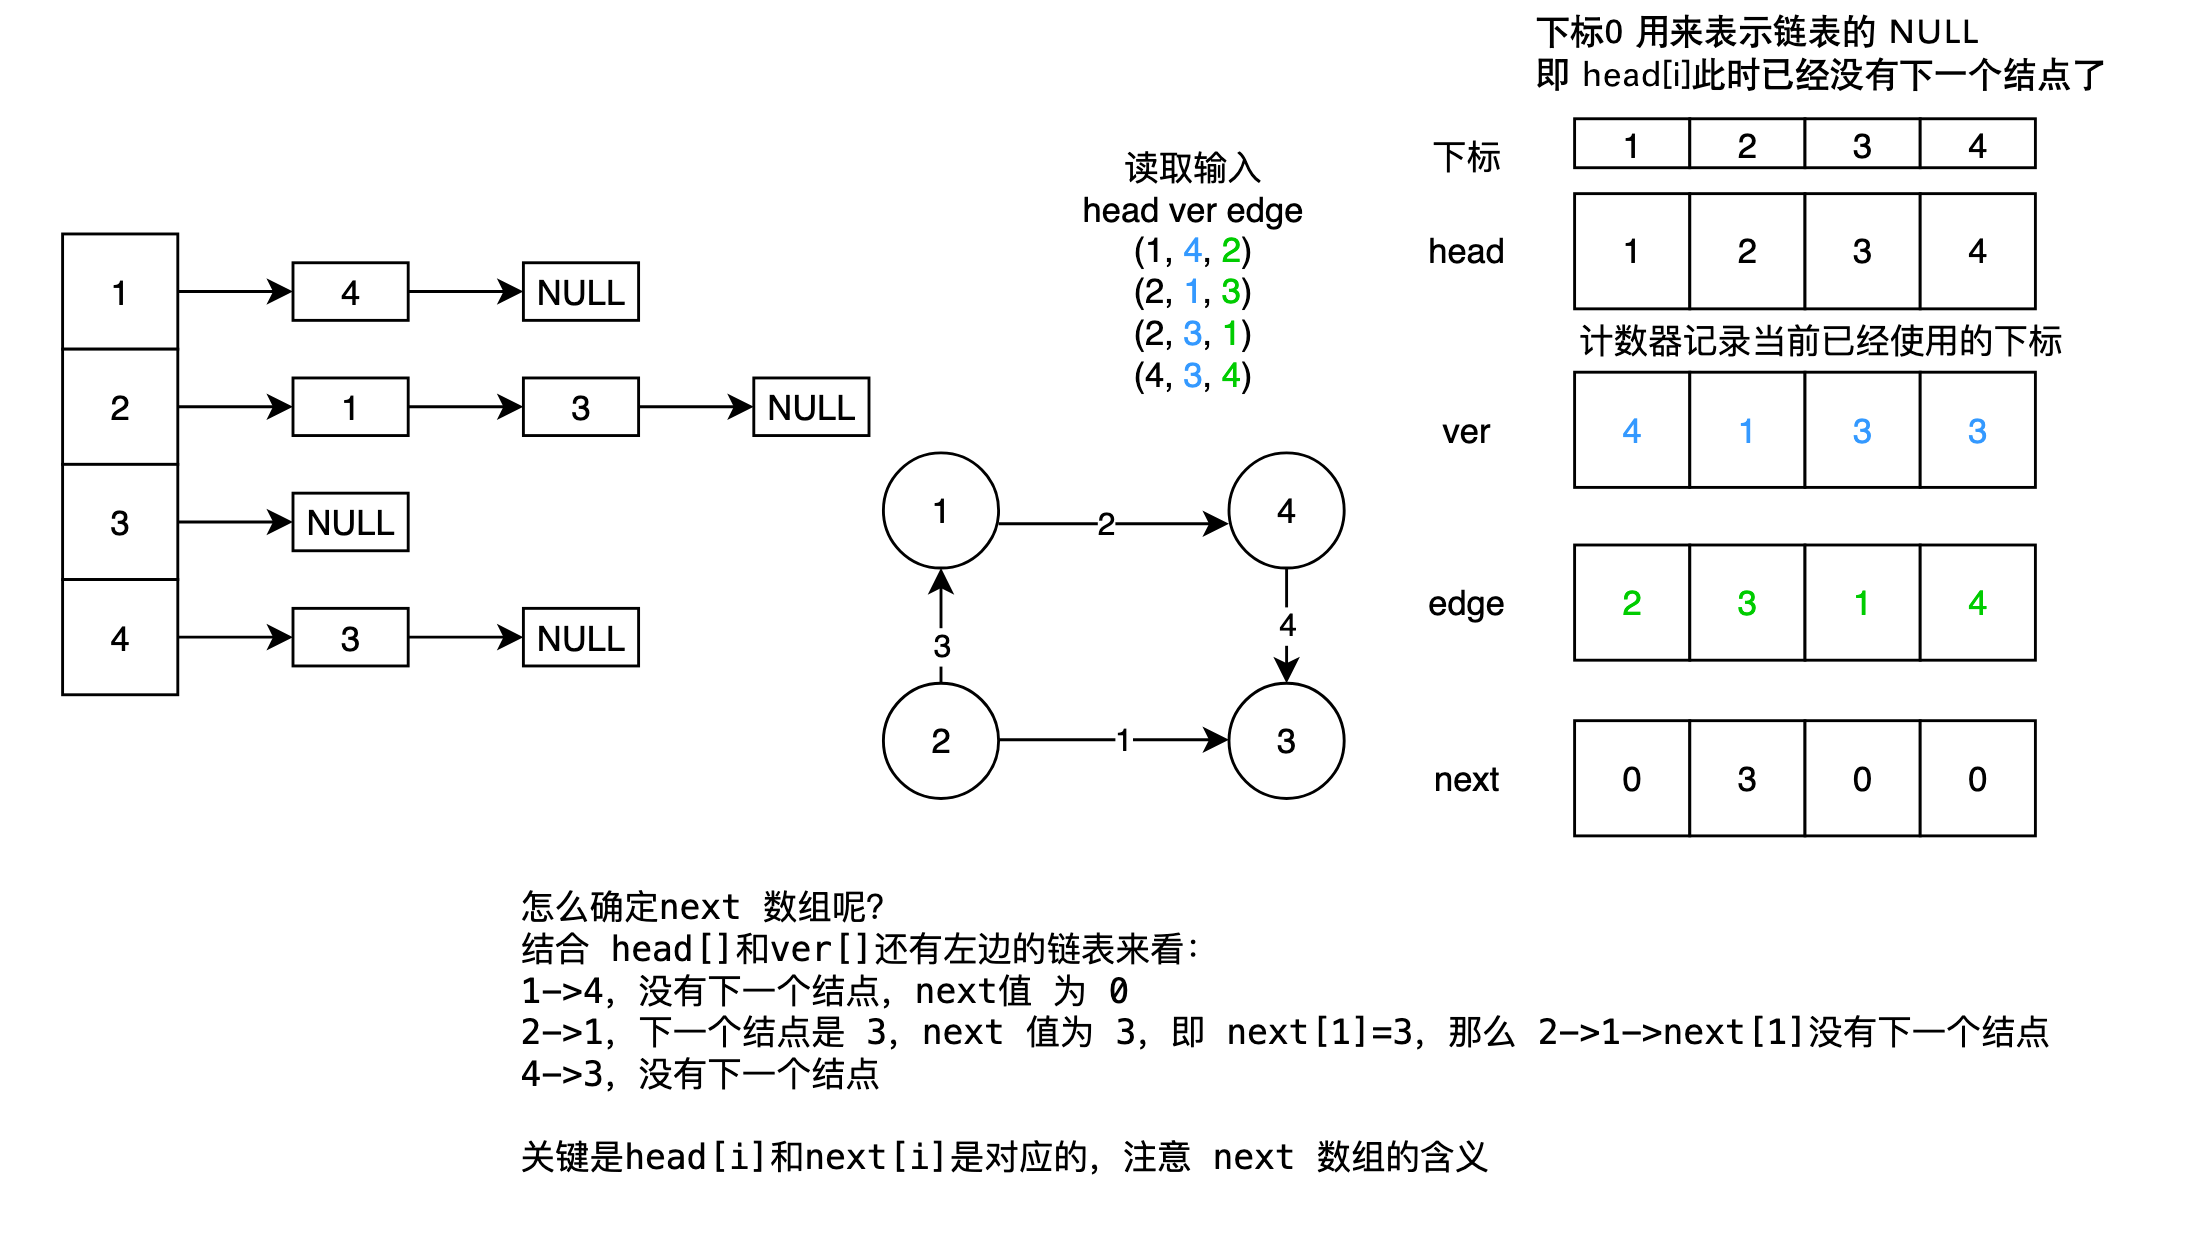 下标0 用来表示链表的 NULL
即 head[i]此时已经没有下一个结点了
下标 1 2 3 4
读取输入
head ver edge
(1, 4, 2)
(2, 1, 3)
(2, 3, 1)
(4, 3, 4)
head 1 2 3 4
计数器记录当前已经使用的下标
ver 4 1 3 3
edge 2 3 1 4
next 0 3 0 0
1 4 NULL
2 1 3 NULL
3 NULL
4 3 NULL
1 2 4
3 4
2 1 3
怎么确定next 数组呢？
结合 head[]和ver[]还有左边的链表来看：
1->4，没有下一个结点，next值 为 0
2->1，下一个结点是 3，next 值为 3，即 next[1]=3，那么 2->1->next[1]没有下一个结点
4->3，没有下一个结点
关键是head[i]和next[i]是对应的，注意 next 数组的含义